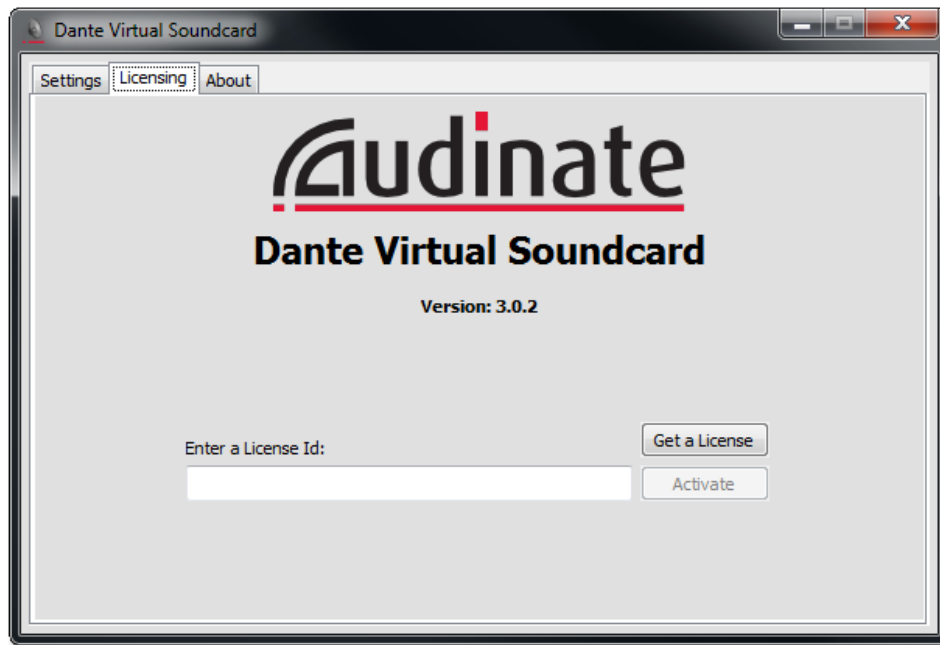 Dante Virtual Soundcard
Settings Licensing About
Audinate
Dante Virtual Soundcard
Version: 3.0.2
Get a License
Enter a License Id:
Activate